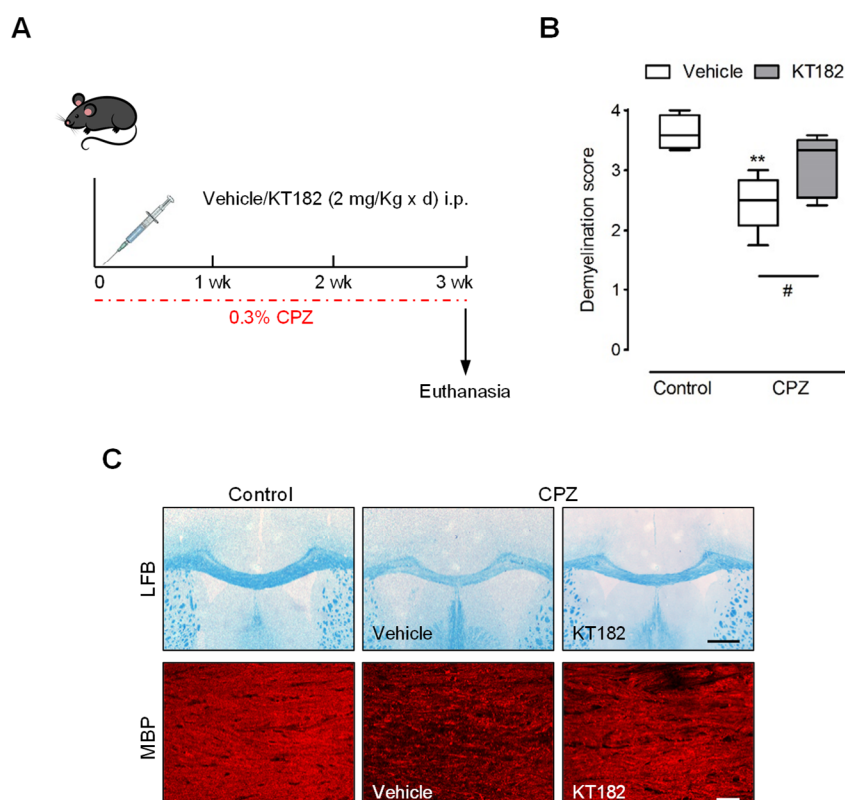 A
Vehicle/KT182 (2 mg/Kg x d) i.p.
0 1 wk 2 wk 3 wk
0.3% CPZ
Euthanasia
B
Vehicle KT182
Demyelination score
4
3
2
1
0
**
#
Control CPZ
C
Control CPZ
LFB
Vehicle KT182
MBP
Vehicle KT182